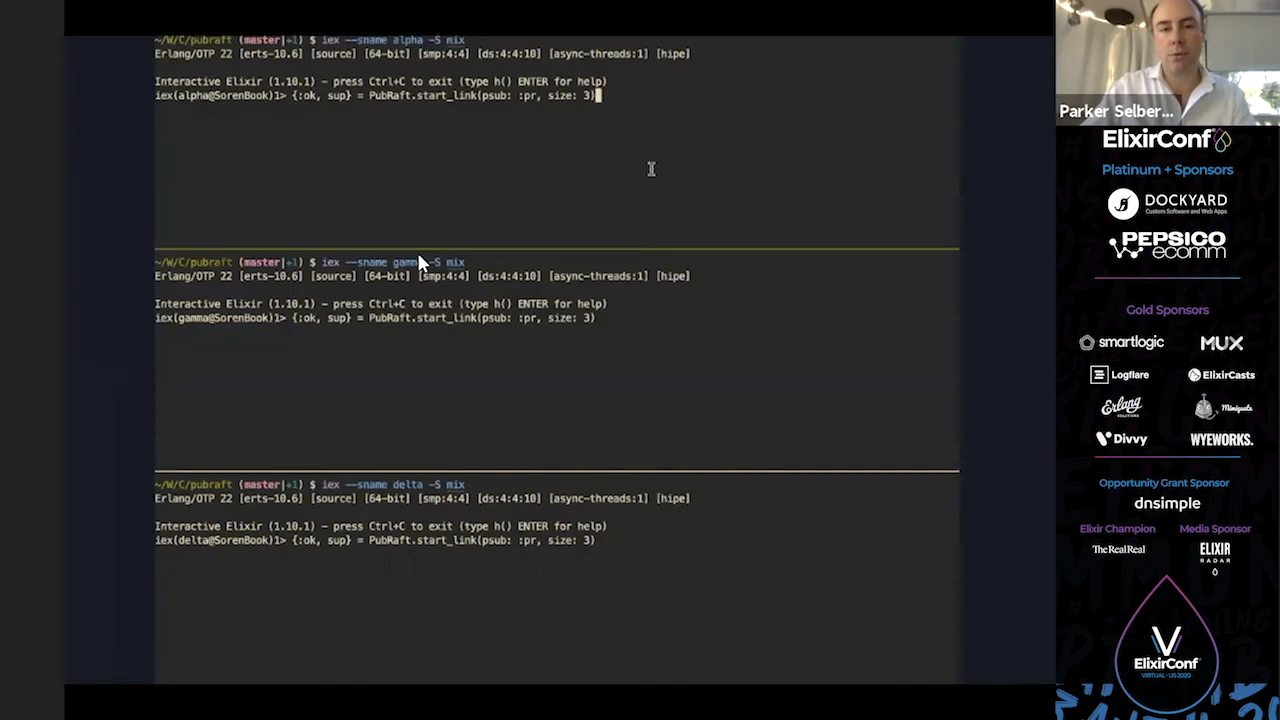 ~/W/C/pubraft (master|+1) $ iex --sname alpha -S mix
Erlang/OTP 22 [erts-10.6] [source] [64-bit] [smp:4:4] [ds:4:4:10] [async-threads:1] [hipe]
Interactive Elixir (1.10.1) - press Ctrl+C to exit (type h() ENTER for help)
iex(alpha@SorenBook)1> {:ok, sup} = PubRaft.start_link(psub: :pr, size: 3)
~/W/C/pubraft (master|+1) $ iex --sname gamma -S mix
Erlang/OTP 22 [erts-10.6] [source] [64-bit] [smp:4:4] [ds:4:4:10] [async-threads:1] [hipe]
Interactive Elixir (1.10.1) - press Ctrl+C to exit (type h() ENTER for help)
iex(gamma@SorenBook)1> {:ok, sup} = PubRaft.start_link(psub: :pr, size: 3)
~/W/C/pubraft (master|+1) $ iex --sname delta -S mix
Erlang/OTP 22 [erts-10.6] [source] [64-bit] [smp:4:4] [ds:4:4:10] [async-threads:1] [hipe]
Interactive Elixir (1.10.1) - press Ctrl+C to exit (type h() ENTER for help)
iex(delta@SorenBook)1> {:ok, sup} = PubRaft.start_link(psub: :pr, size: 3)
Parker Selber...
ElixirConf
Platinum + Sponsors
DOCKYARD
Custom Software and Web Apps
PEPSICO
ecomm
Gold Sponsors
smartlogic
MUX
Logflare
ElixirCasts
Erlang
SOLUTIONS
Miniquate
Divvy
WYEWORKS.
Opportunity Grant Sponsor
dnsimple
Elixir Champion
Media Sponsor
TheRealReal
ELIXIR
RADAR
V
ElixirConf
VIRTUAL · US 2020